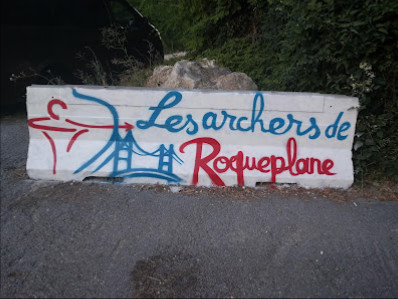 Les archers de
Roqueplane